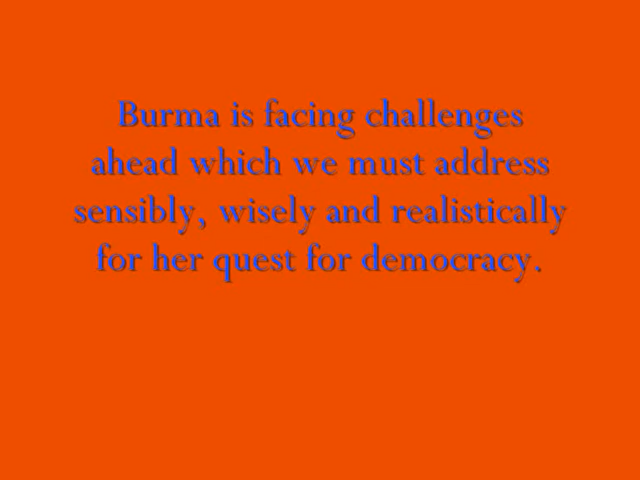 Burma is facing challenges
ahead which we must address
sensibly, wisely and realistically
for her quest for democracy.